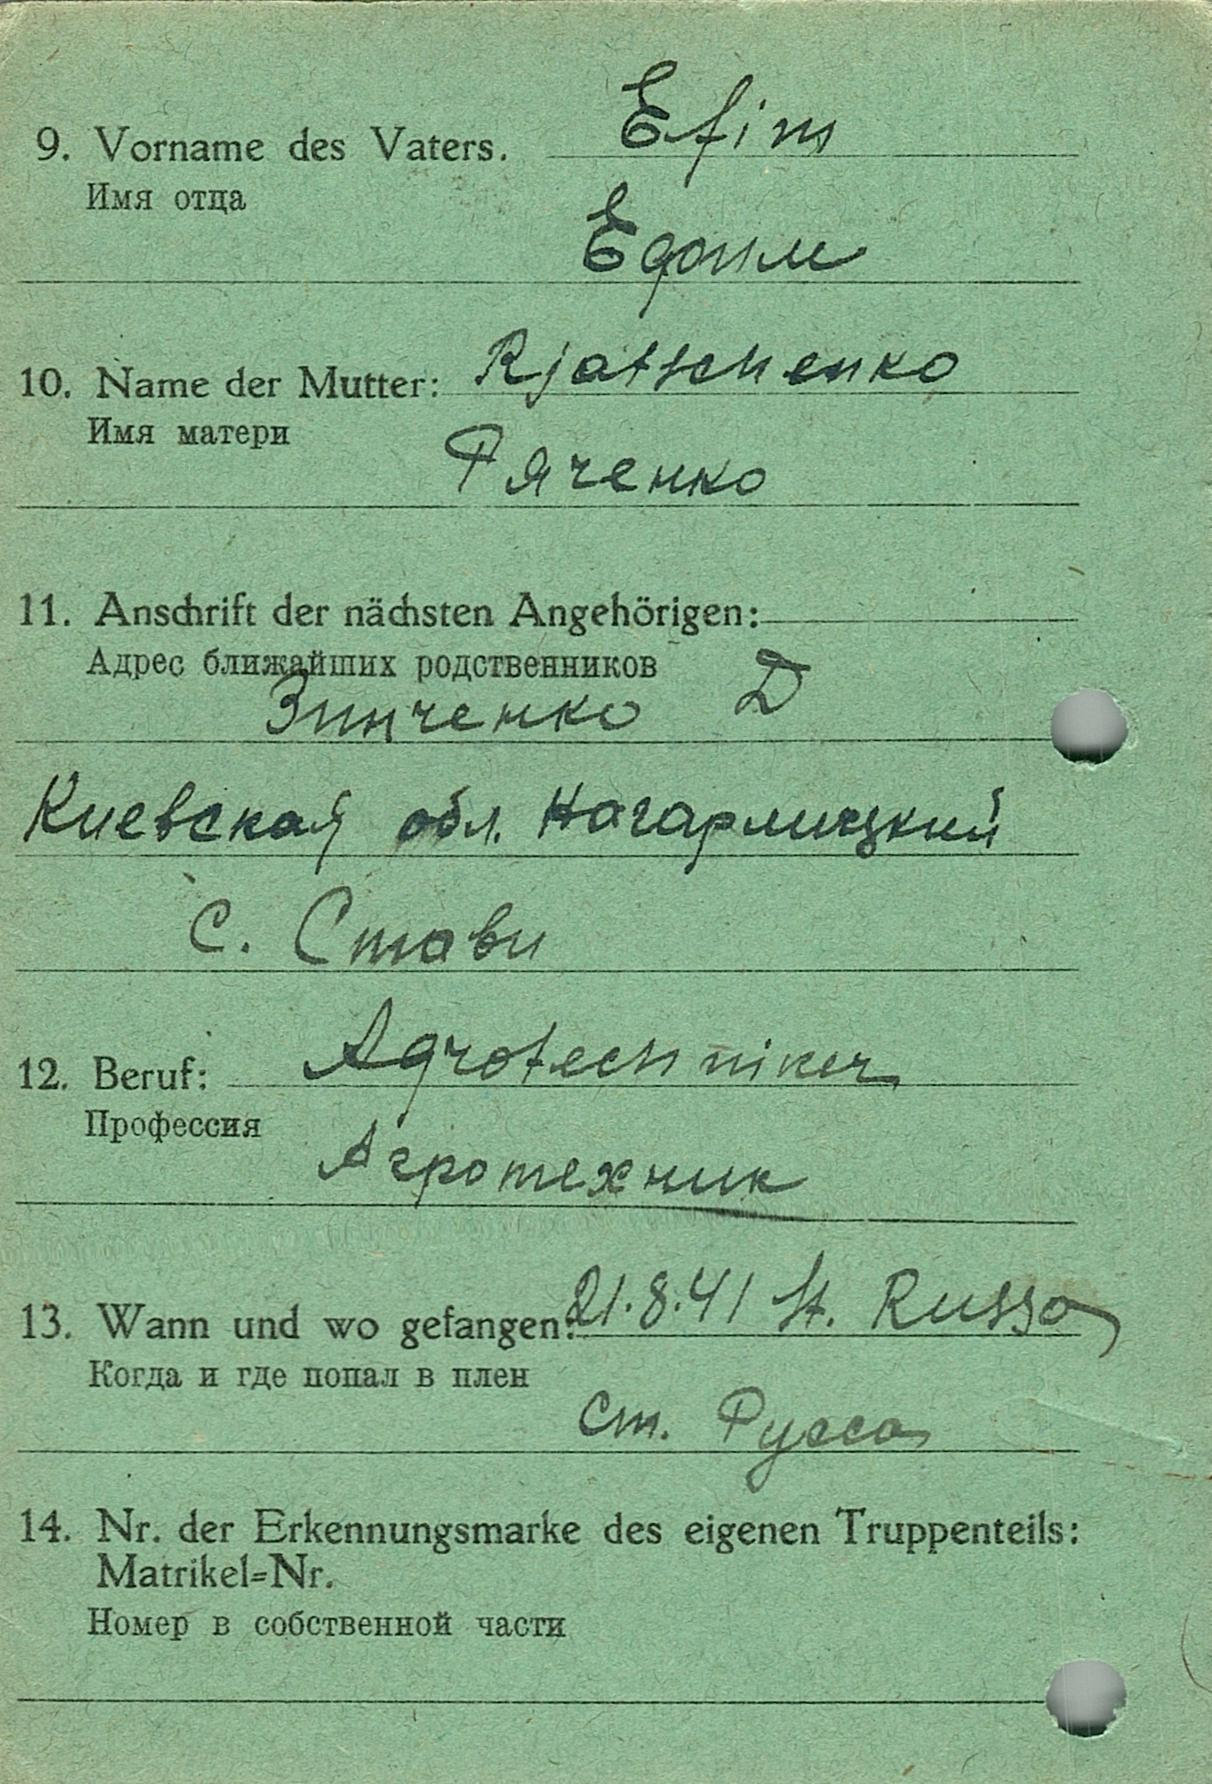 9. Vorname des Vaters. Efim
Имя отца
Ефим
10. Name der Mutter: Rjatschenko
Имя матери
Ряченко
11. Anschrift der nächsten Angehörigen:
Адрес ближайших родственников
Зинченко Д
Киевская обл. Кагарлицкий
С. Стави
12. Beruf: Agrotechniker
Профессия
Агротехник
13. Wann und wo gefangen: 21.8.41 St. Russa
Когда и где попал в плен
Ст. Русса
14. Nr. der Erkennungsmarke des eigenen Truppenteils:
Matrikel=Nr.
Номер в собственной части